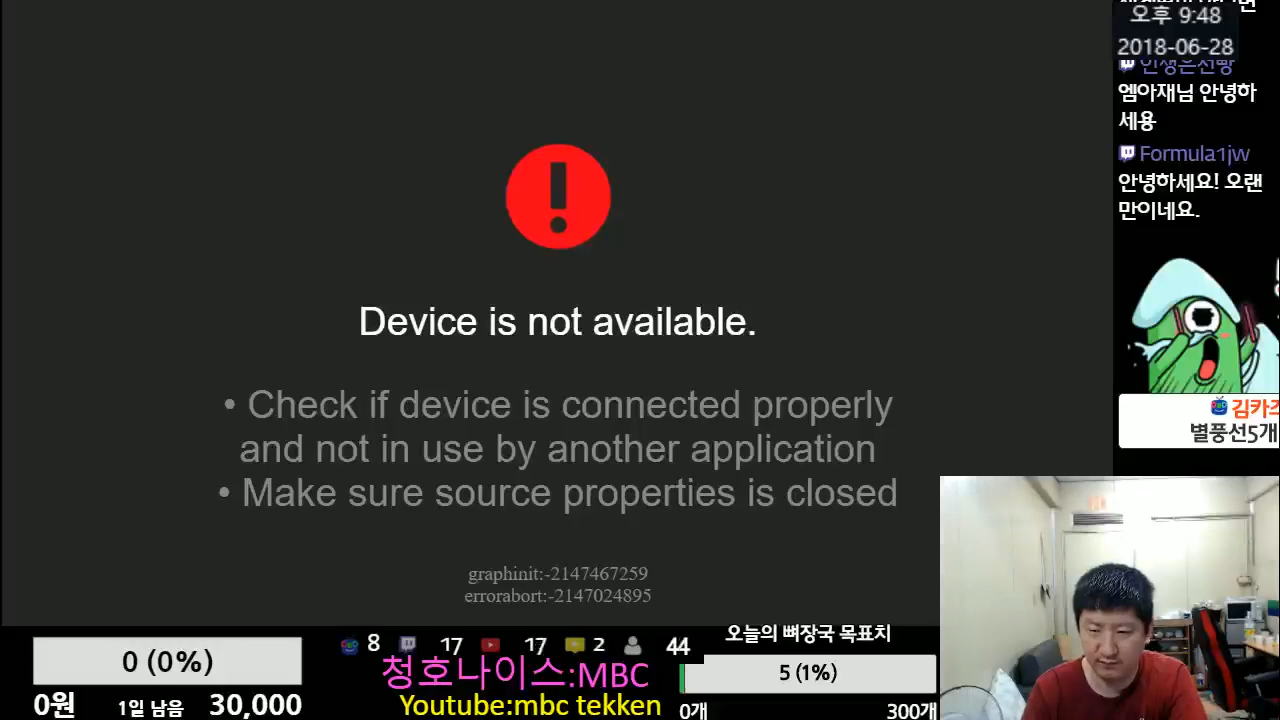 오후 9:48
2018-06-28
엠아재님 안녕하
세용
Formula1jw
안녕하세요! 오랜
만이네요.
Device is not available.
• Check if device is connected properly
and not in use by another application
• Make sure source properties is closed
graphinit:-2147467259
errorabort:-2147024895
김카즈
별풍선5개
오늘의 뼈장국 목표치
8 17 17 2 44
0 (0%)
청호나이스:MBC
5 (1%)
0원 1일 남음 30,000
Youtube:mbc tekken
0개 300개